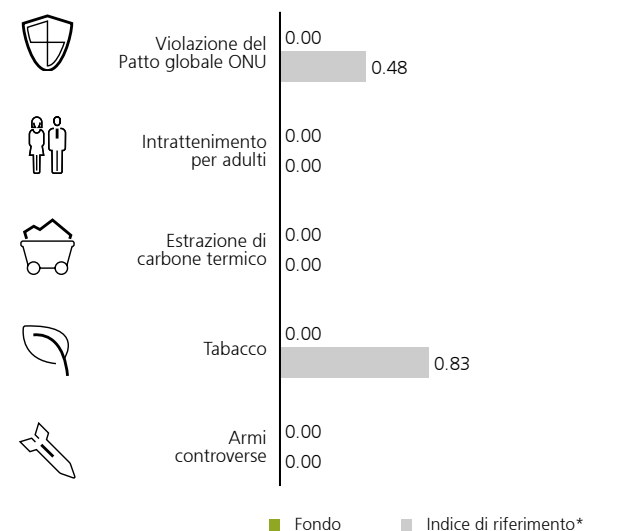 Violazione del
Patto globale ONU
0.00
0.48
Intrattenimento
per adulti
0.00
0.00
Estrazione di
carbone termico
0.00
0.00
Tabacco
0.00
0.83
Armi
controverse
0.00
0.00
Fondo
Indice di riferimento*